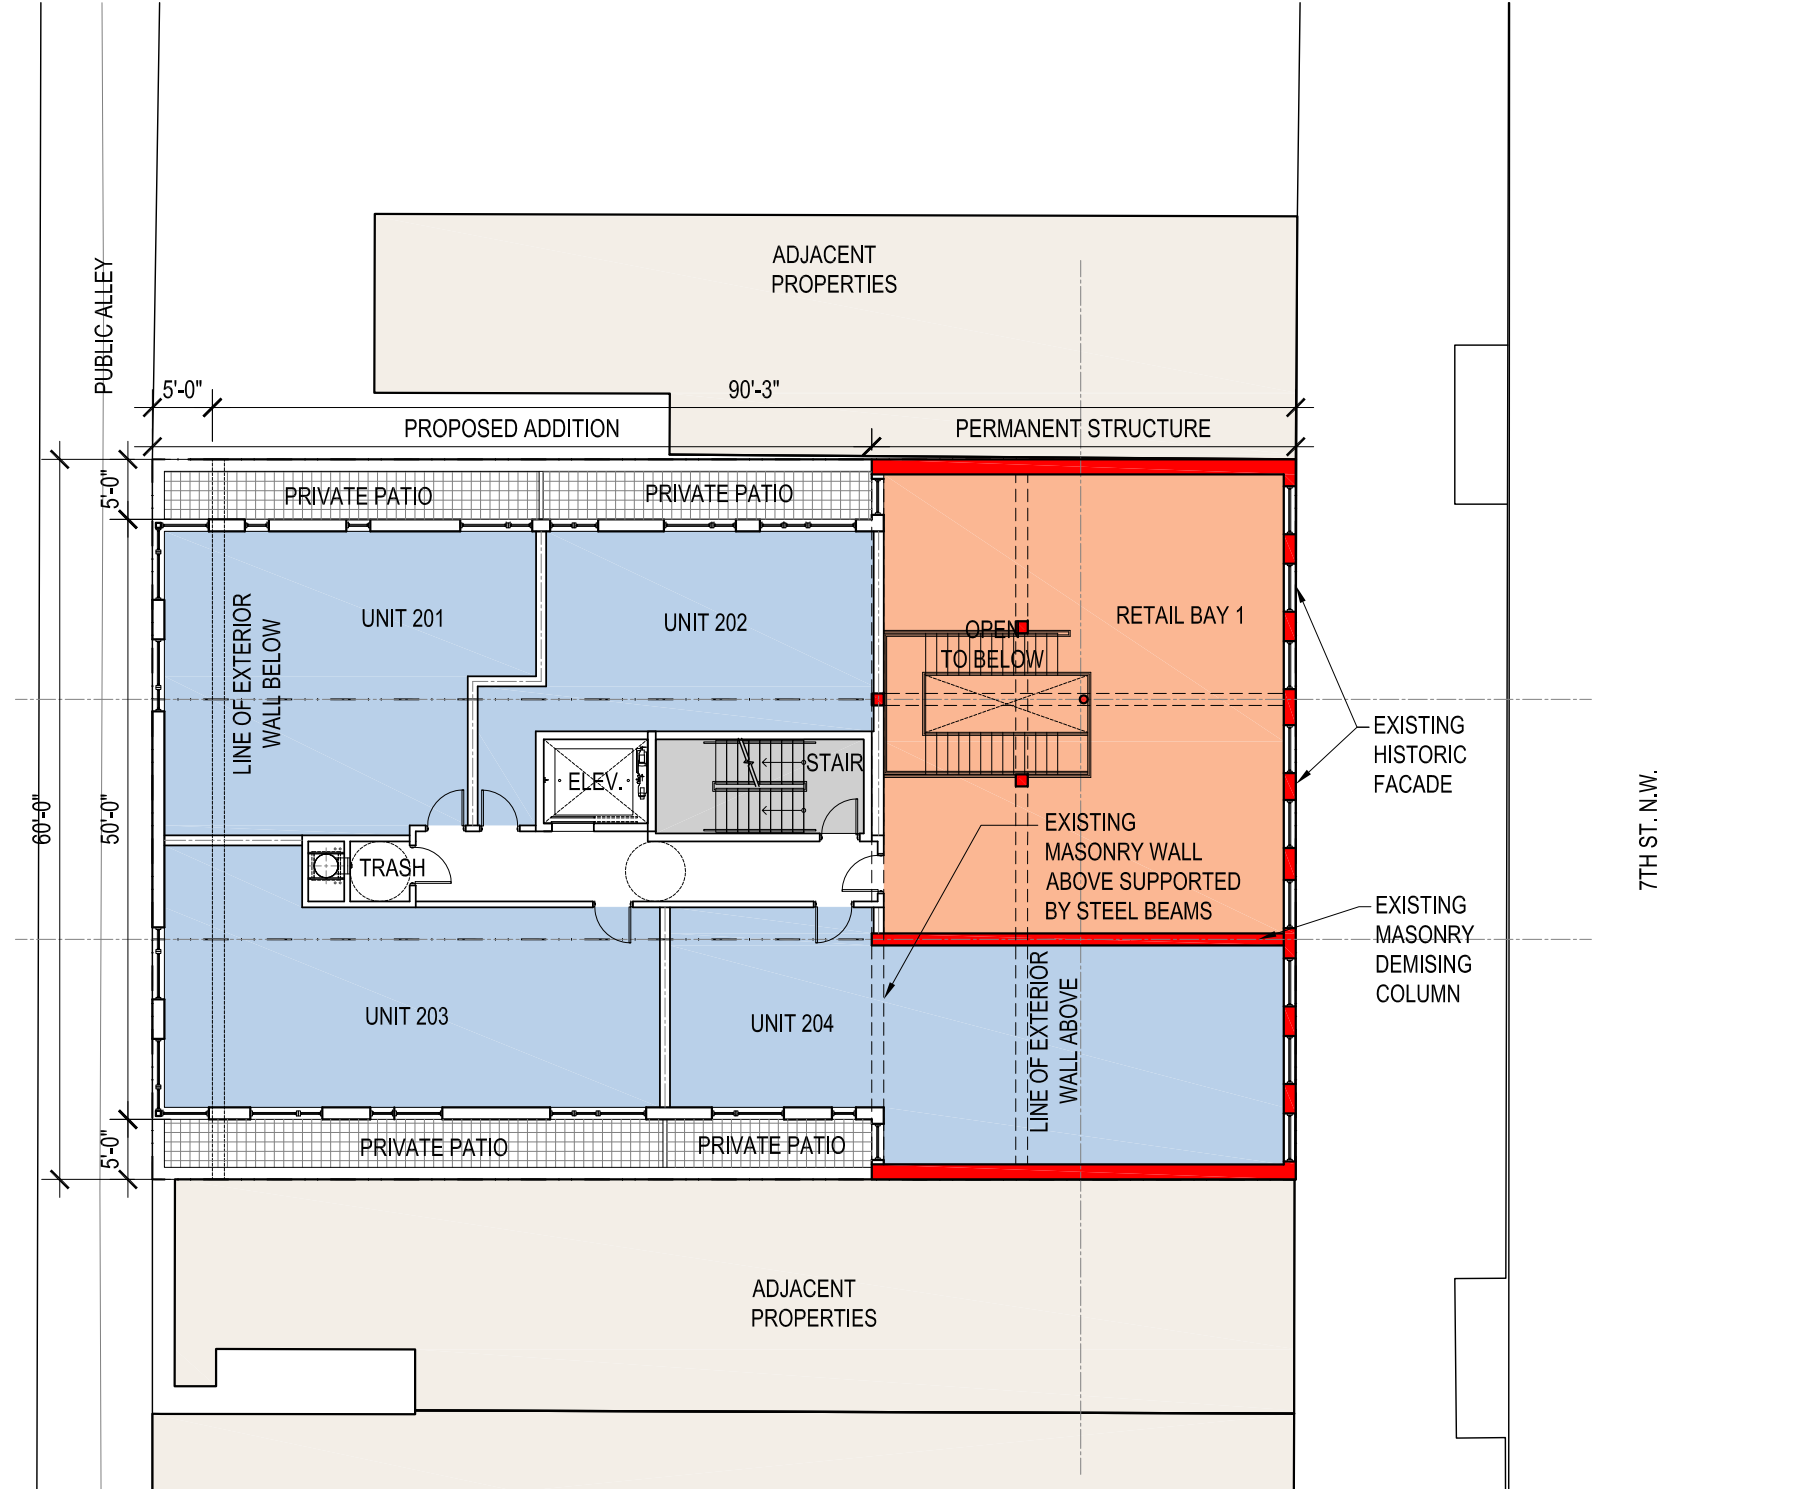 ADJACENT
PROPERTIES
PUBLIC ALLEY
5'-0"
90'-3"
PROPOSED ADDITION
PERMANENT STRUCTURE
5'-0"
PRIVATE PATIO
PRIVATE PATIO
UNIT 201
UNIT 202
RETAIL BAY 1
OPEN
TO BELOW
LINE OF EXTERIOR
WALL BELOW
ELEV.
STAIR
EXISTING
HISTORIC
FACADE
60'-0"
50'-0"
7TH ST. N.W.
TRASH
EXISTING
MASONRY WALL
ABOVE SUPPORTED
BY STEEL BEAMS
EXISTING
MASONRY
DEMISING
COLUMN
UNIT 203
UNIT 204
LINE OF EXTERIOR
WALL ABOVE
5'-0"
PRIVATE PATIO
PRIVATE PATIO
ADJACENT
PROPERTIES